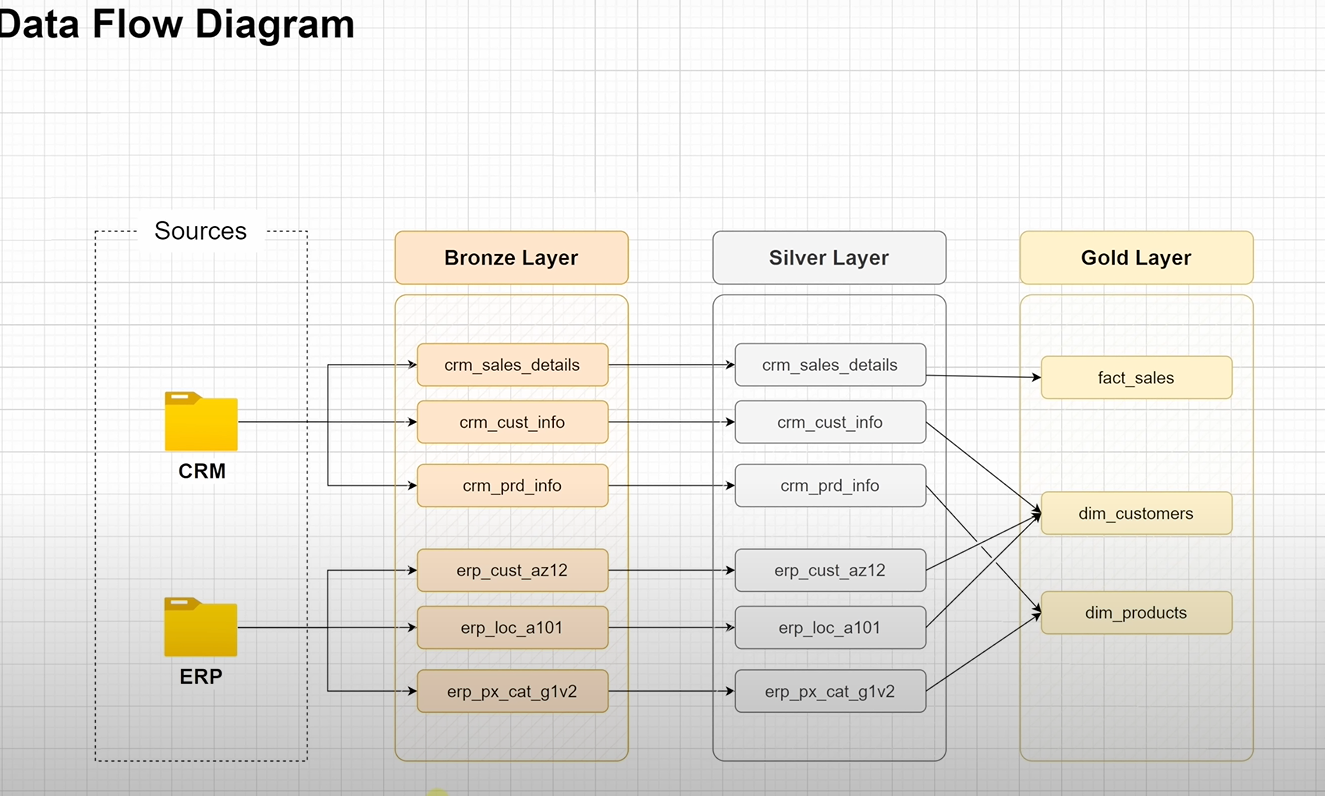 Data Flow Diagram
Sources
CRM
ERP
Bronze Layer
crm_sales_details
crm_cust_info
crm_prd_info
erp_cust_az12
erp_loc_a101
erp_px_cat_g1v2
Silver Layer
crm_sales_details
crm_cust_info
crm_prd_info
erp_cust_az12
erp_loc_a101
erp_px_cat_g1v2
Gold Layer
fact_sales
dim_customers
dim_products